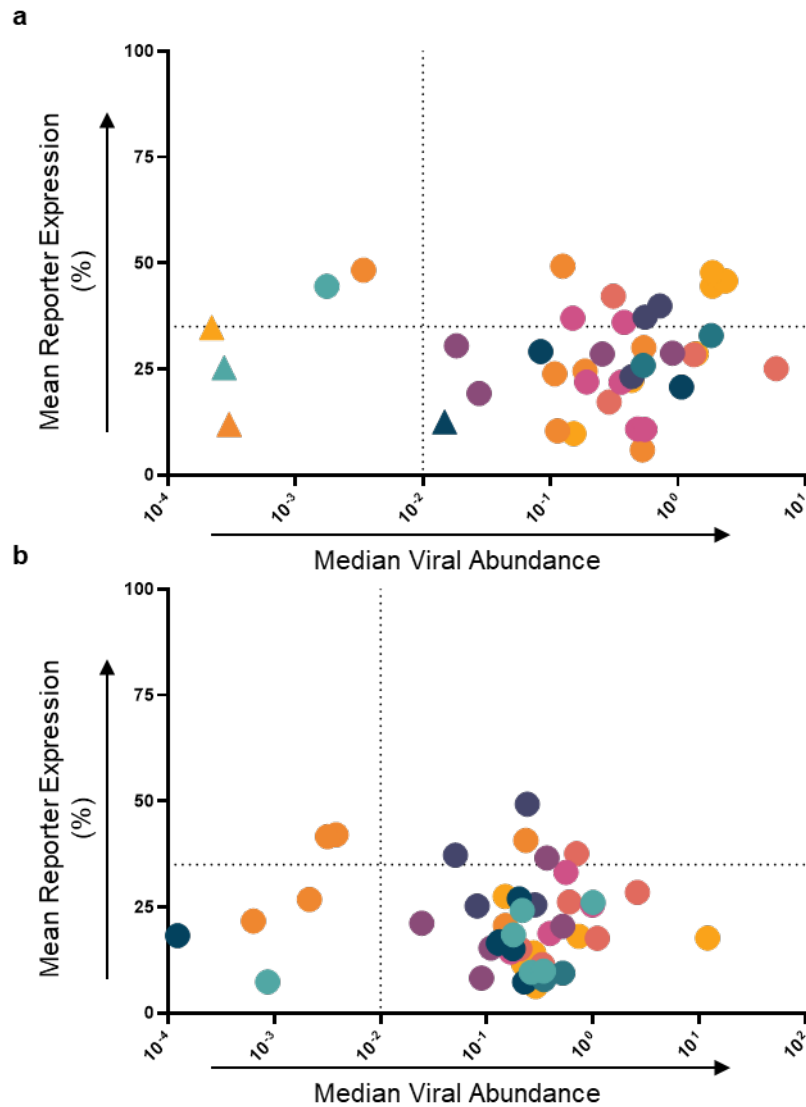 a
100
75
50
25
0
Mean Reporter Expression
(%)
10⁻⁴ 10⁻³ 10⁻² 10⁻¹ 10⁰ 10¹
Median Viral Abundance
b
100
75
50
25
0
Mean Reporter Expression
(%)
10⁻⁴ 10⁻³ 10⁻² 10⁻¹ 10⁰ 10¹ 10²
Median Viral Abundance